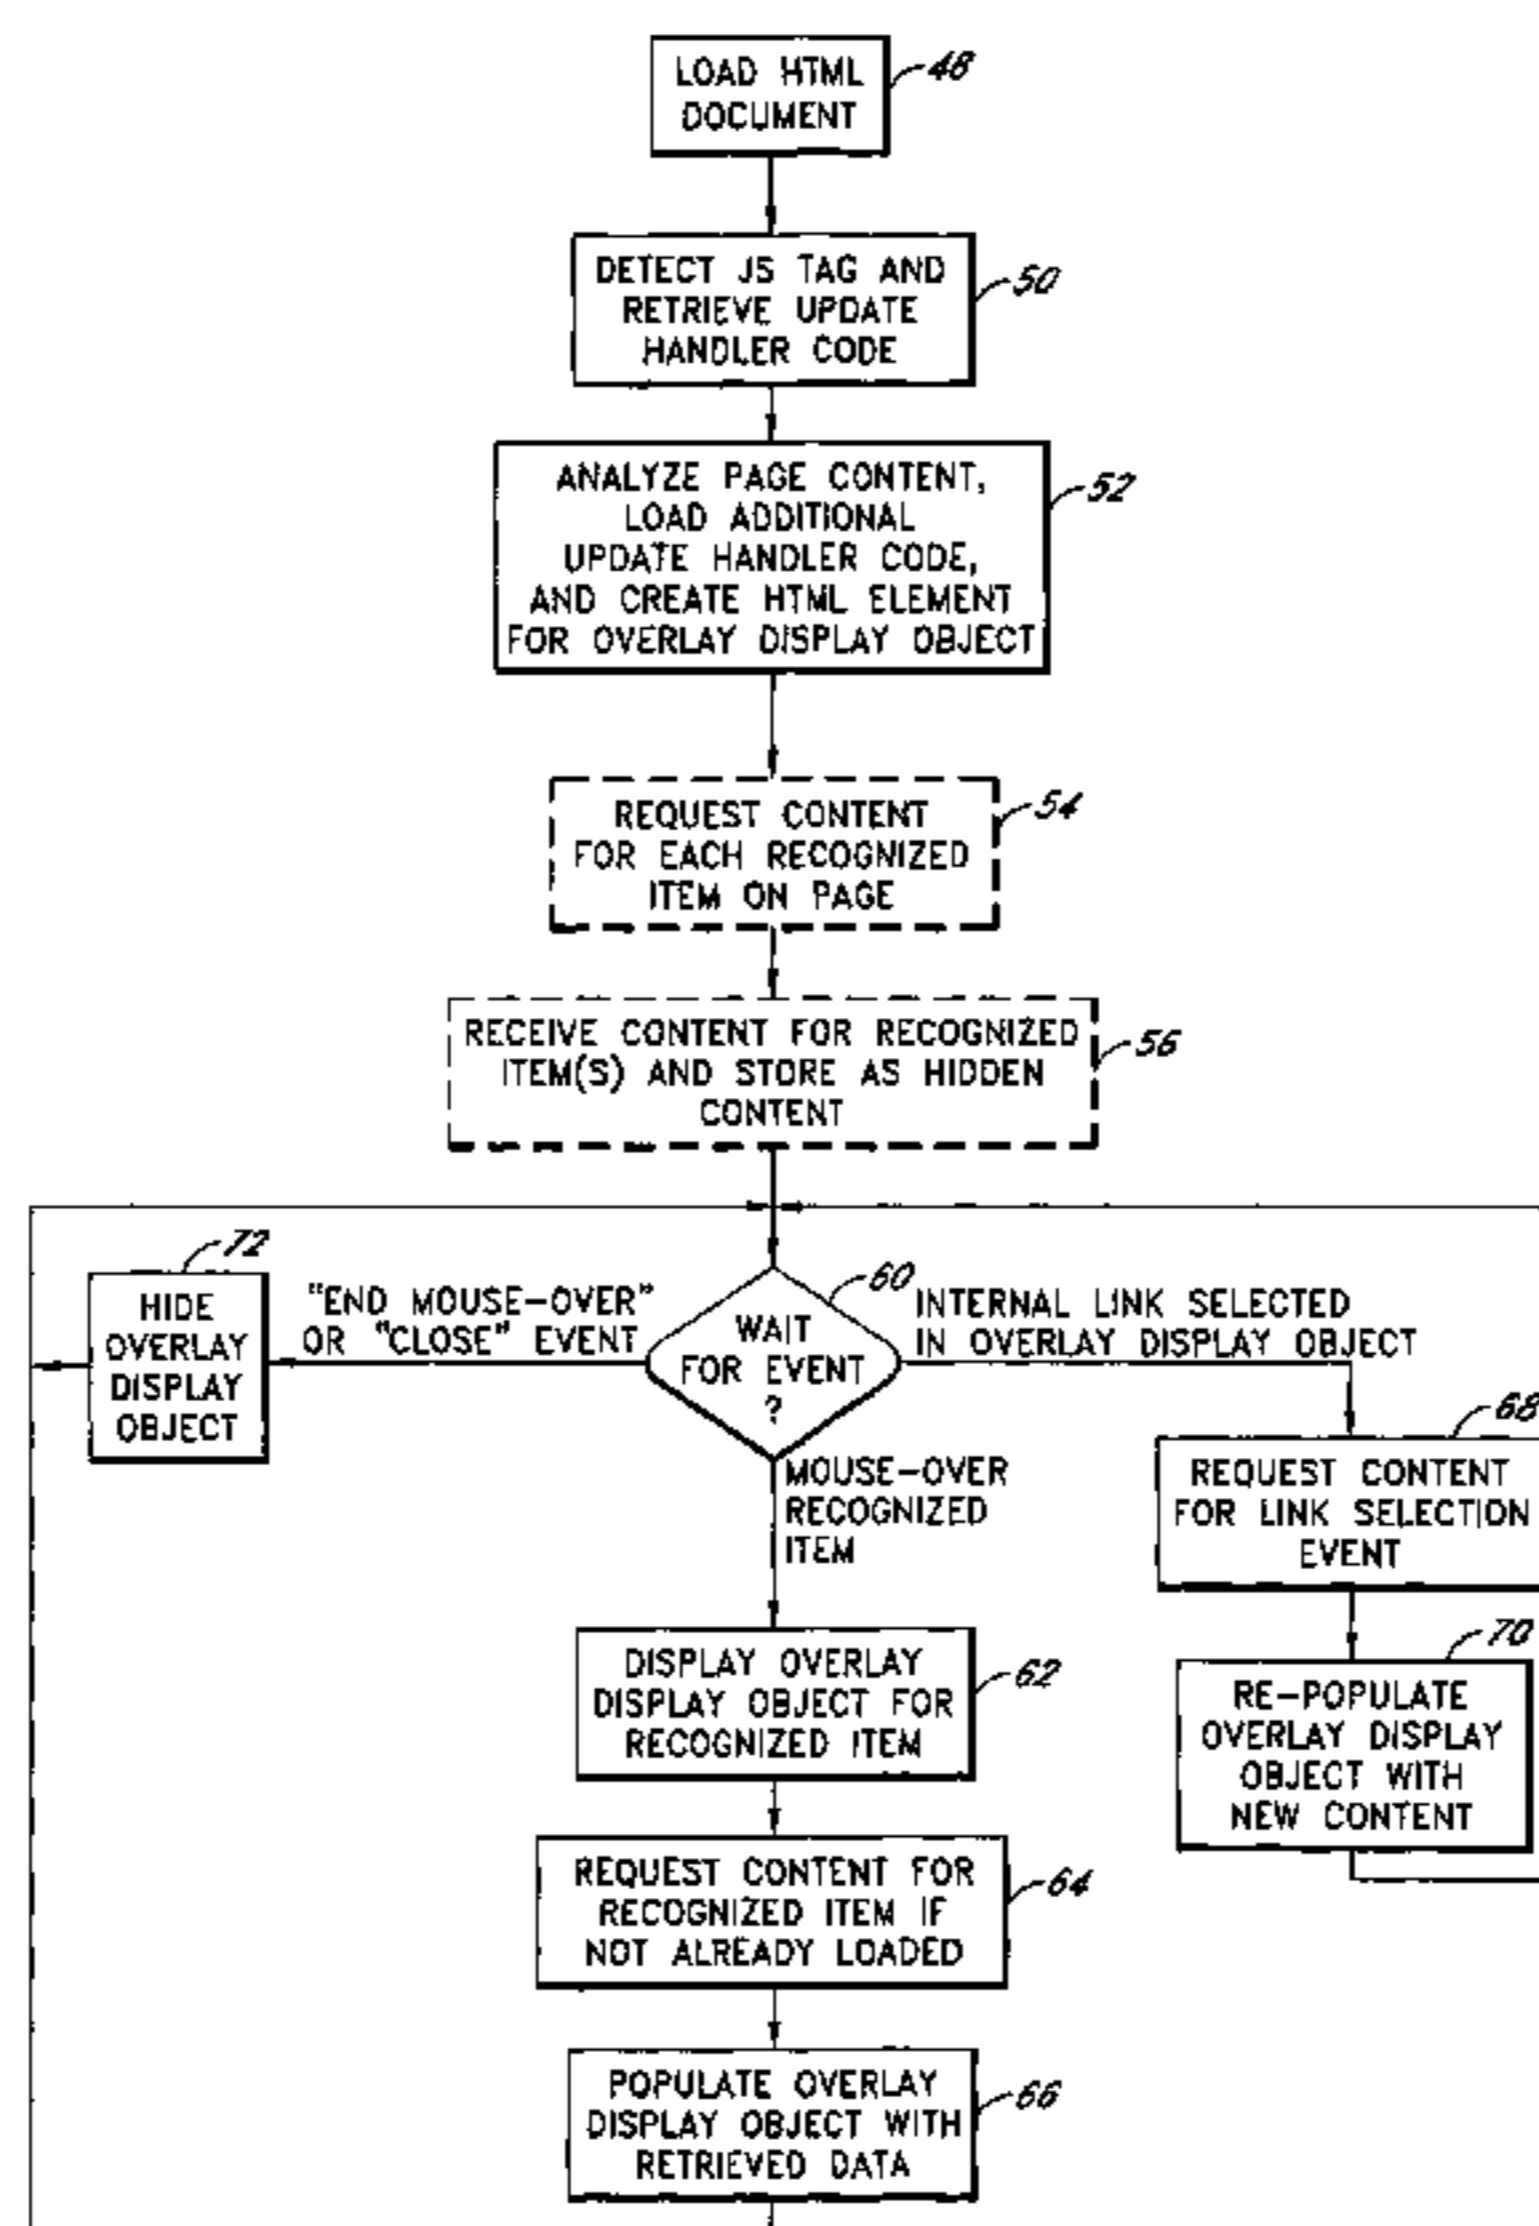 LOAD HTML
DOCUMENT
48
DETECT JS TAG AND
RETRIEVE UPDATE
HANDLER CODE
50
ANALYZE PAGE CONTENT,
LOAD ADDITIONAL
UPDATE HANDLER CODE,
AND CREATE HTML ELEMENT
FOR OVERLAY DISPLAY OBJECT
52
REQUEST CONTENT
FOR EACH RECOGNIZED
ITEM ON PAGE
54
RECEIVE CONTENT FOR RECOGNIZED
ITEM(S) AND STORE AS HIDDEN
CONTENT
56
72
HIDE
OVERLAY
DISPLAY
OBJECT
"END MOUSE-OVER"
OR "CLOSE" EVENT
WAIT
FOR EVENT
?
60
INTERNAL LINK SELECTED
IN OVERLAY DISPLAY OBJECT
MOUSE-OVER
RECOGNIZED
ITEM
68
REQUEST CONTENT
FOR LINK SELECTION
EVENT
70
RE-POPULATE
OVERLAY DISPLAY
OBJECT WITH
NEW CONTENT
DISPLAY OVERLAY
DISPLAY OBJECT FOR
RECOGNIZED ITEM
62
REQUEST CONTENT FOR
RECOGNIZED ITEM IF
NOT ALREADY LOADED
64
POPULATE OVERLAY
DISPLAY OBJECT WITH
RETRIEVED DATA
66